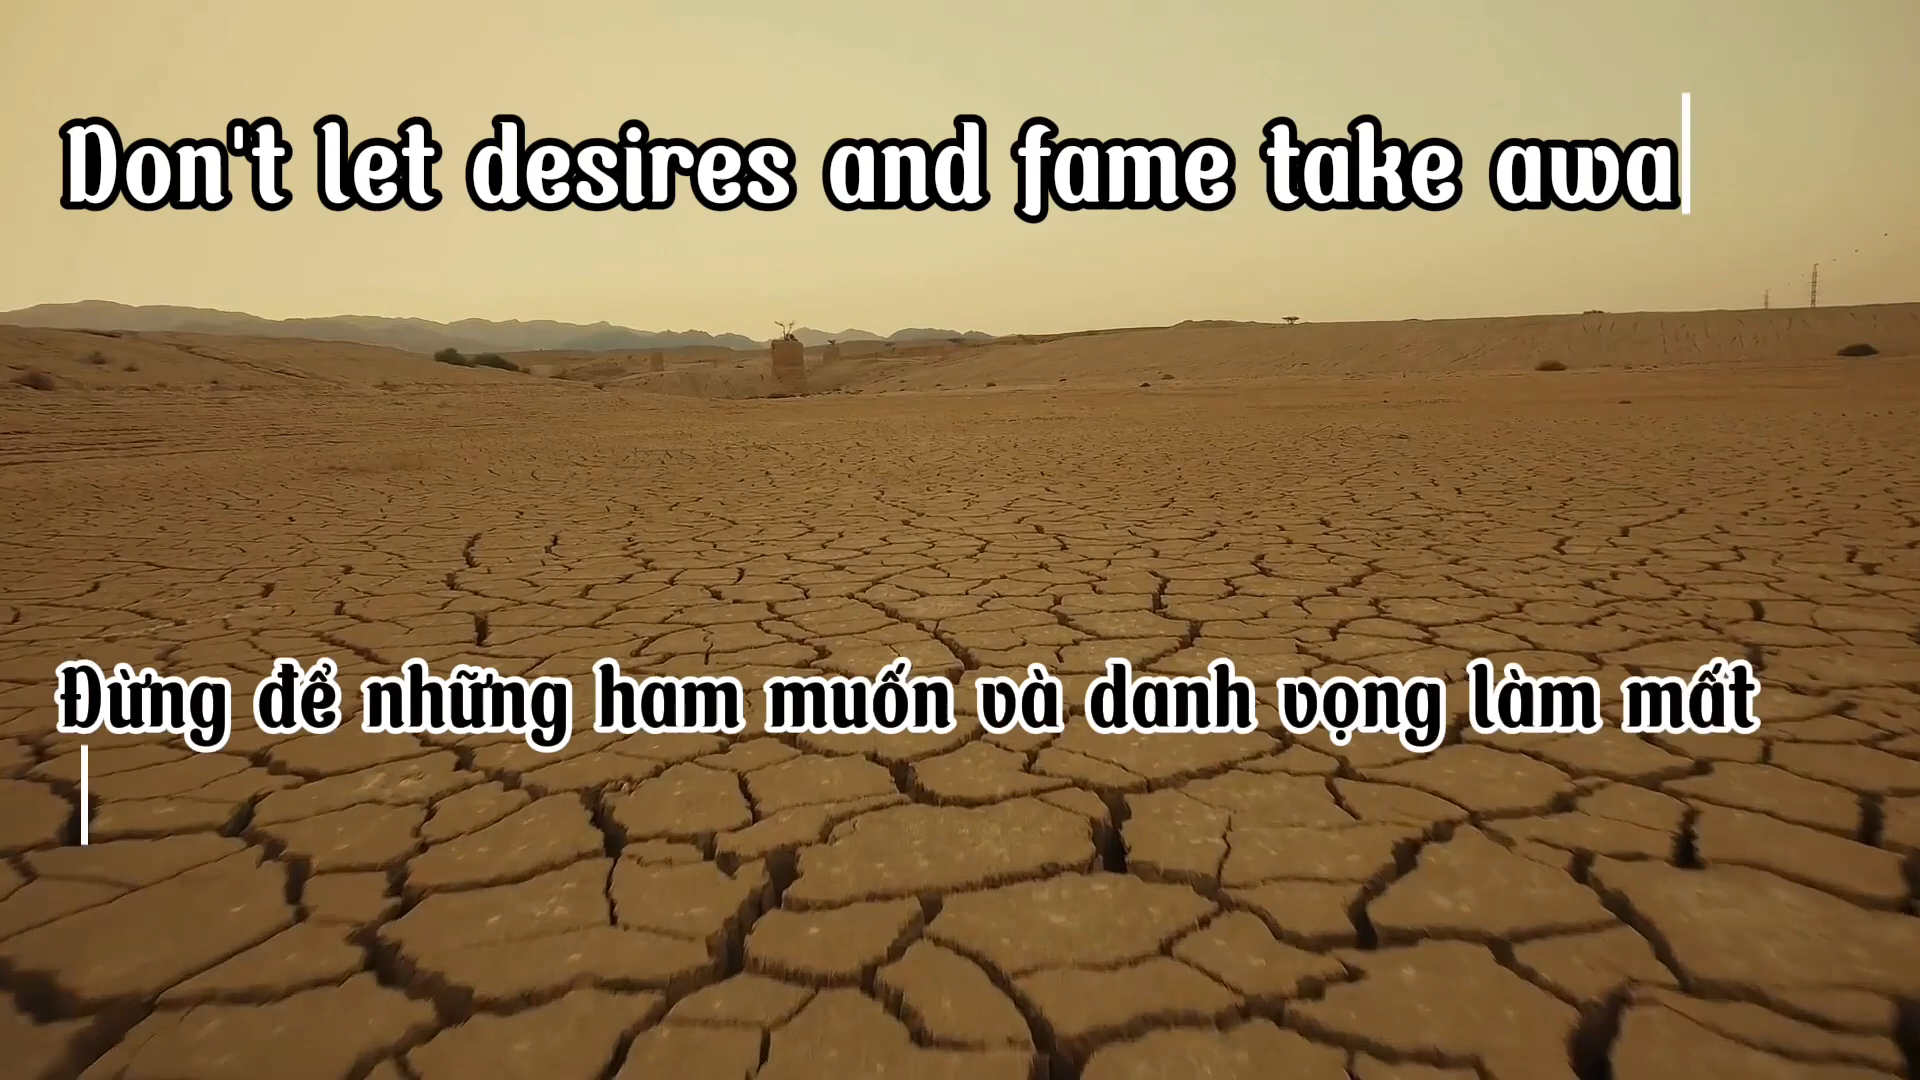 Don't let desires and fame take awa
Đừng để những ham muốn và danh vọng làm mất